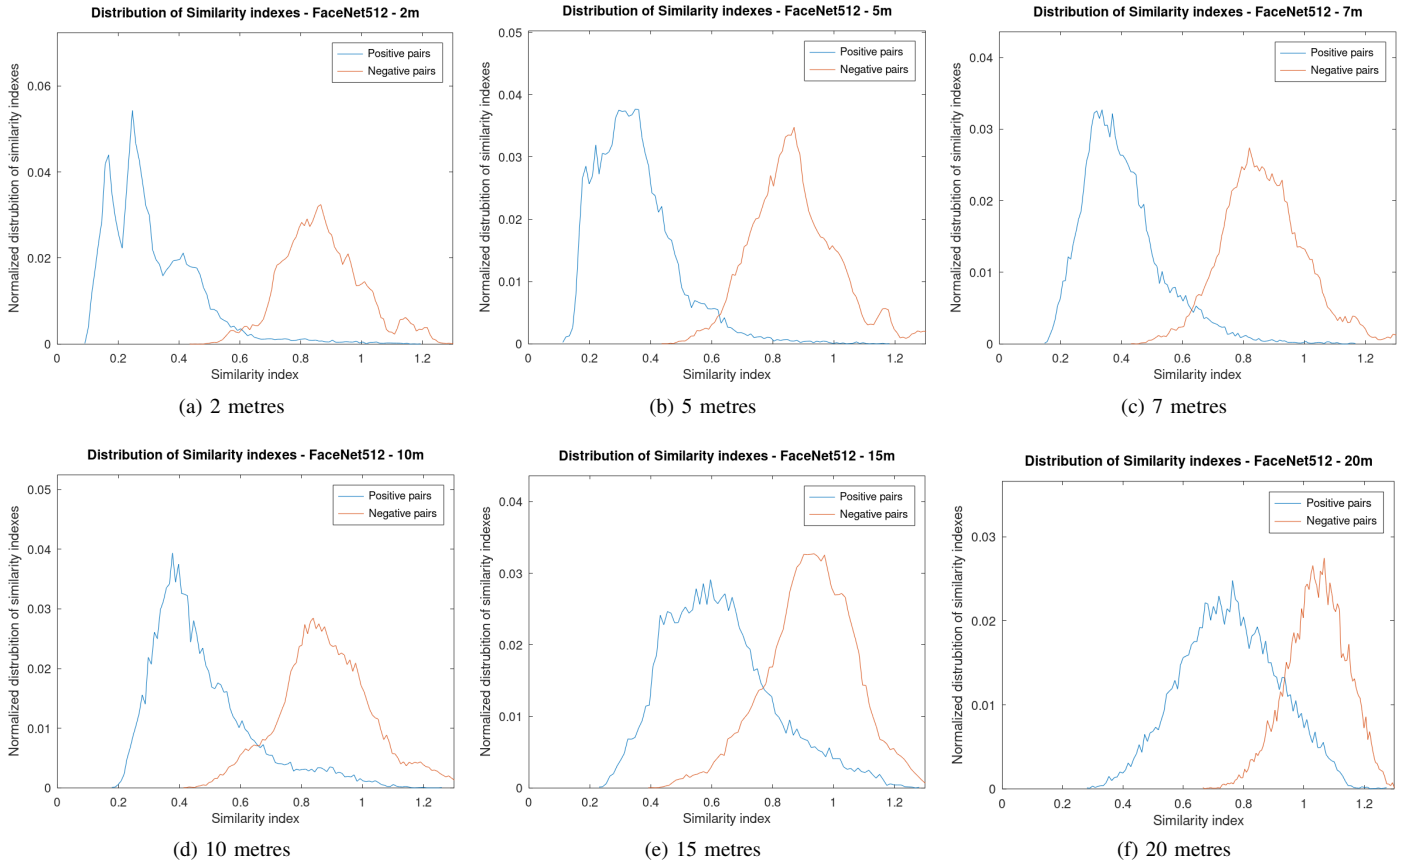 Distribution of Similarity indexes - FaceNet512 - 2m
Normalized distrubition of similarity indexes
0.06
0.04
0.02
0
0 0.2 0.4 0.6 0.8 1 1.2
Similarity index
Positive pairs
Negative pairs
(a) 2 metres
Distribution of Similarity indexes - FaceNet512 - 5m
Normalized distrubition of similarity indexes
0.05
0.04
0.03
0.02
0.01
0
0 0.2 0.4 0.6 0.8 1 1.2
Similarity index
Positive pairs
Negative pairs
(b) 5 metres
Distribution of Similarity indexes - FaceNet512 - 7m
Normalized distrubition of similarity indexes
0.04
0.03
0.02
0.01
0
0 0.2 0.4 0.6 0.8 1 1.2
Similarity index
Positive pairs
Negative pairs
(c) 7 metres
Distribution of Similarity indexes - FaceNet512 - 10m
Normalized distrubition of similarity indexes
0.05
0.04
0.03
0.02
0.01
0
0 0.2 0.4 0.6 0.8 1 1.2
Similarity index
Positive pairs
Negative pairs
(d) 10 metres
Distribution of Similarity indexes - FaceNet512 - 15m
Normalized distrubition of similarity indexes
0.04
0.03
0.02
0.01
0
0 0.2 0.4 0.6 0.8 1 1.2
Similarity index
Positive pairs
Negative pairs
(e) 15 metres
Distribution of Similarity indexes - FaceNet512 - 20m
Normalized distrubition of similarity indexes
0.03
0.02
0.01
0
0 0.2 0.4 0.6 0.8 1 1.2
Similarity index
Positive pairs
Negative pairs
(f) 20 metres